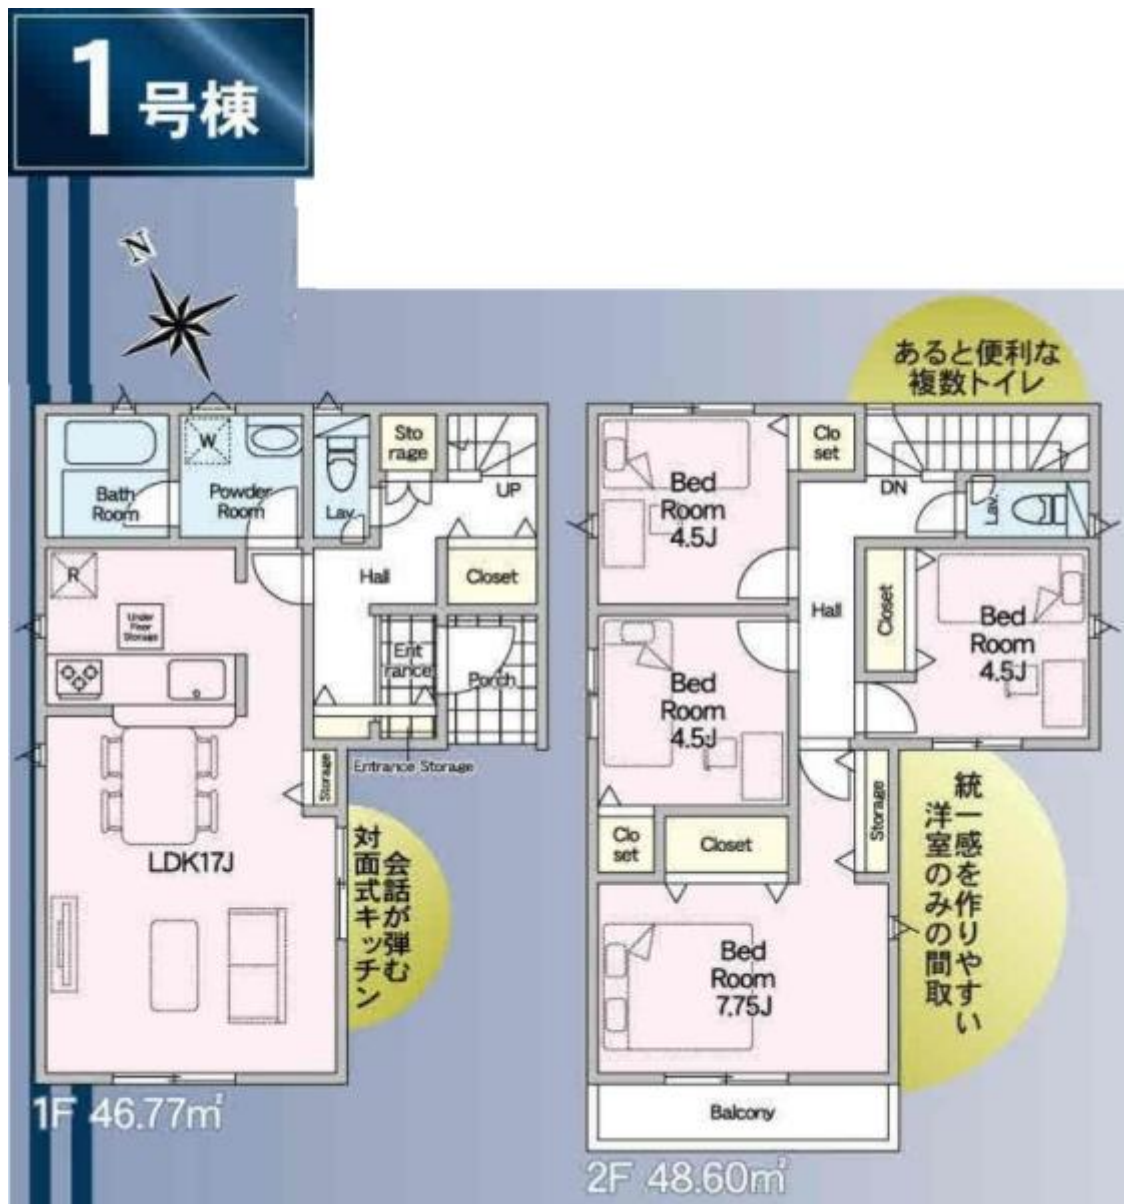 1号棟
N
あると便利な
複数トイレ
Bath
Room
W
Powder
Room
Lav.
Sto
rage
UP
R
Under
Floor
Storage
Hall
Closet
Ent
rance
Porch
Entrance Storage
Storage
LDK17J
会話が弾む
対面式キッチン
1F 46.77㎡
Bed
Room
4.5J
Clo
set
DN
Lav.
Hall
Closet
Bed
Room
4.5J
Bed
Room
4.5J
Clo
set
Closet
Storage
Bed
Room
7.75J
統一感を作りやすい
洋室のみの間取
Balcony
2F 48.60㎡